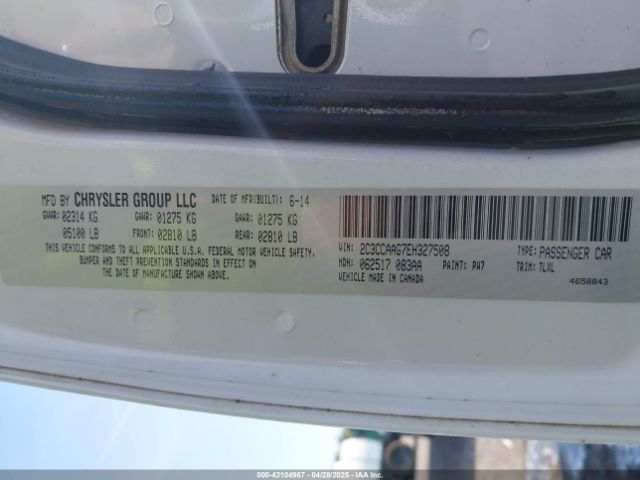 MFD BY CHRYSLER GROUP LLC DATE OF MFR(BUILT): 6-14
GVWR: 02314 KG GAWR: 01275 KG GAWR: 01275 KG
05100 LB FRONT: 02810 LB REAR: 02810 LB
THIS VEHICLE CONFORMS TO ALL APPLICABLE U.S.A. FEDERAL MOTOR VEHICLE SAFETY,
BUMPER AND THEFT PREVENTION STANDARDS IN EFFECT ON
THE DATE OF MANUFACTURE SHOWN ABOVE.
VIN: 2C3CCAAG7EH327508 TYPE: PASSENGER CAR
MDH: 062517 083AA PAINT: PW7 TRIM: TLXL
VEHICLE MADE IN CANADA
4658843
000-42104987 - 04/28/2025 - IAAI.COM